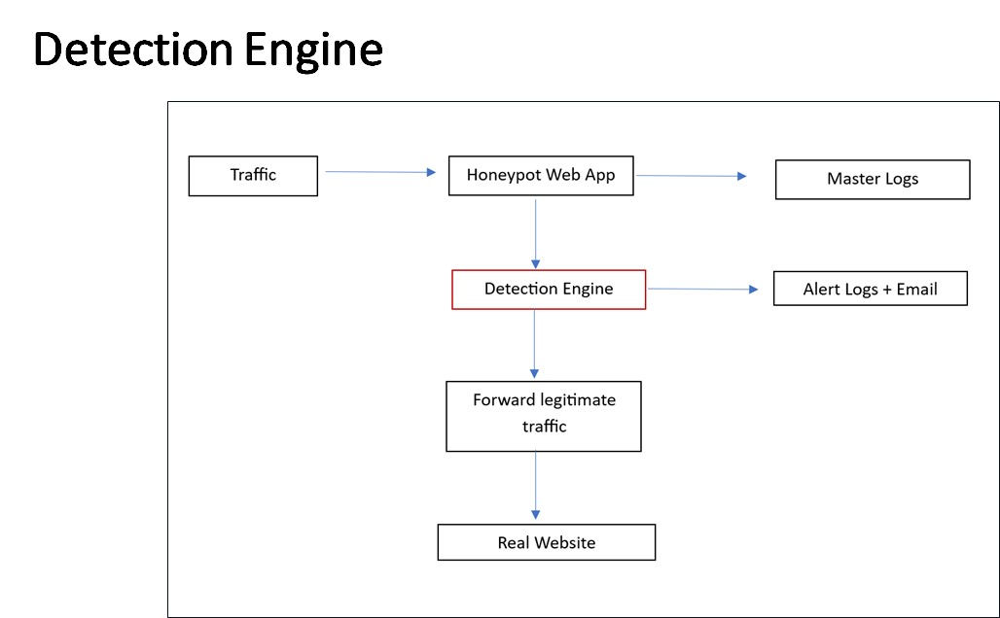 Detection Engine
Traffic
Honeypot Web App
Master Logs
Detection Engine
Alert Logs + Email
Forward legitimate
traffic
Real Website